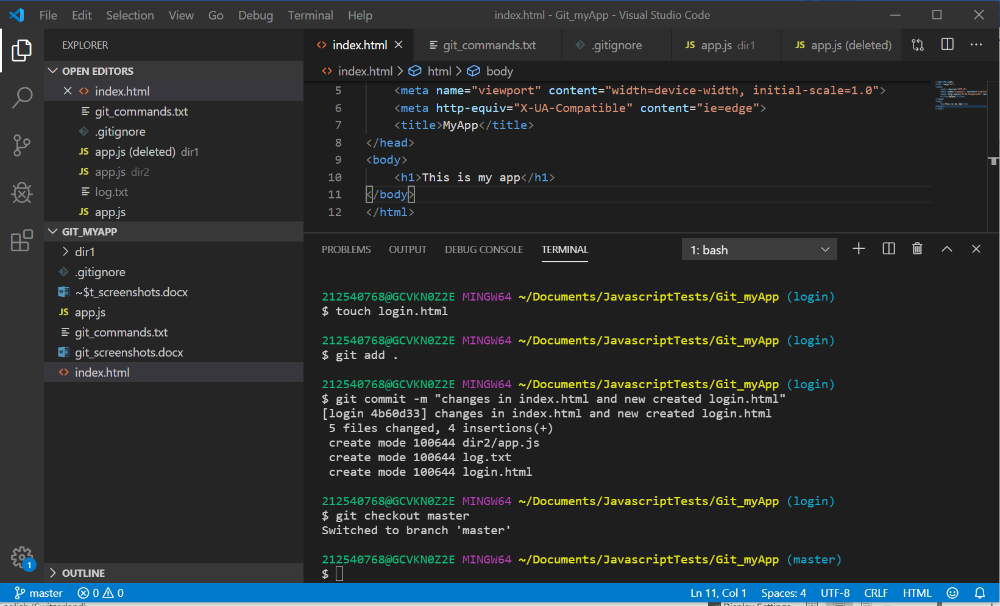 File Edit Selection View Go Debug Terminal Help index.html - Git_myApp - Visual Studio Code
EXPLORER
OPEN EDITORS
index.html
git_commands.txt
.gitignore
JS app.js (deleted) dir1
JS app.js dir2
log.txt
JS app.js
GIT_MYAPP
dir1
.gitignore
~$t_screenshots.docx
JS app.js
git_commands.txt
git_screenshots.docx
index.html
OUTLINE
1
index.html git_commands.txt .gitignore JS app.js dir1 JS app.js (deleted)
index.html > html > body
5 <meta name="viewport" content="width=device-width, initial-scale=1.0">
6 <meta http-equiv="X-UA-Compatible" content="ie=edge">
7 <title>MyApp</title>
8 </head>
9 <body>
10 <h1>This is my app</h1>
11 </body>
12 </html>
PROBLEMS OUTPUT DEBUG CONSOLE TERMINAL 1: bash
212540768@GCVKN0Z2E MINGW64 ~/Documents/JavascriptTests/Git_myApp (login)
$ touch login.html
212540768@GCVKN0Z2E MINGW64 ~/Documents/JavascriptTests/Git_myApp (login)
$ git add .
212540768@GCVKN0Z2E MINGW64 ~/Documents/JavascriptTests/Git_myApp (login)
$ git commit -m "changes in index.html and new created login.html"
[login 4b60d33] changes in index.html and new created login.html
5 files changed, 4 insertions(+)
create mode 100644 dir2/app.js
create mode 100644 log.txt
create mode 100644 login.html
212540768@GCVKN0Z2E MINGW64 ~/Documents/JavascriptTests/Git_myApp (login)
$ git checkout master
Switched to branch 'master'
212540768@GCVKN0Z2E MINGW64 ~/Documents/JavascriptTests/Git_myApp (master)
$
master 0 0 Ln 11, Col 1 Spaces: 4 UTF-8 CRLF HTML